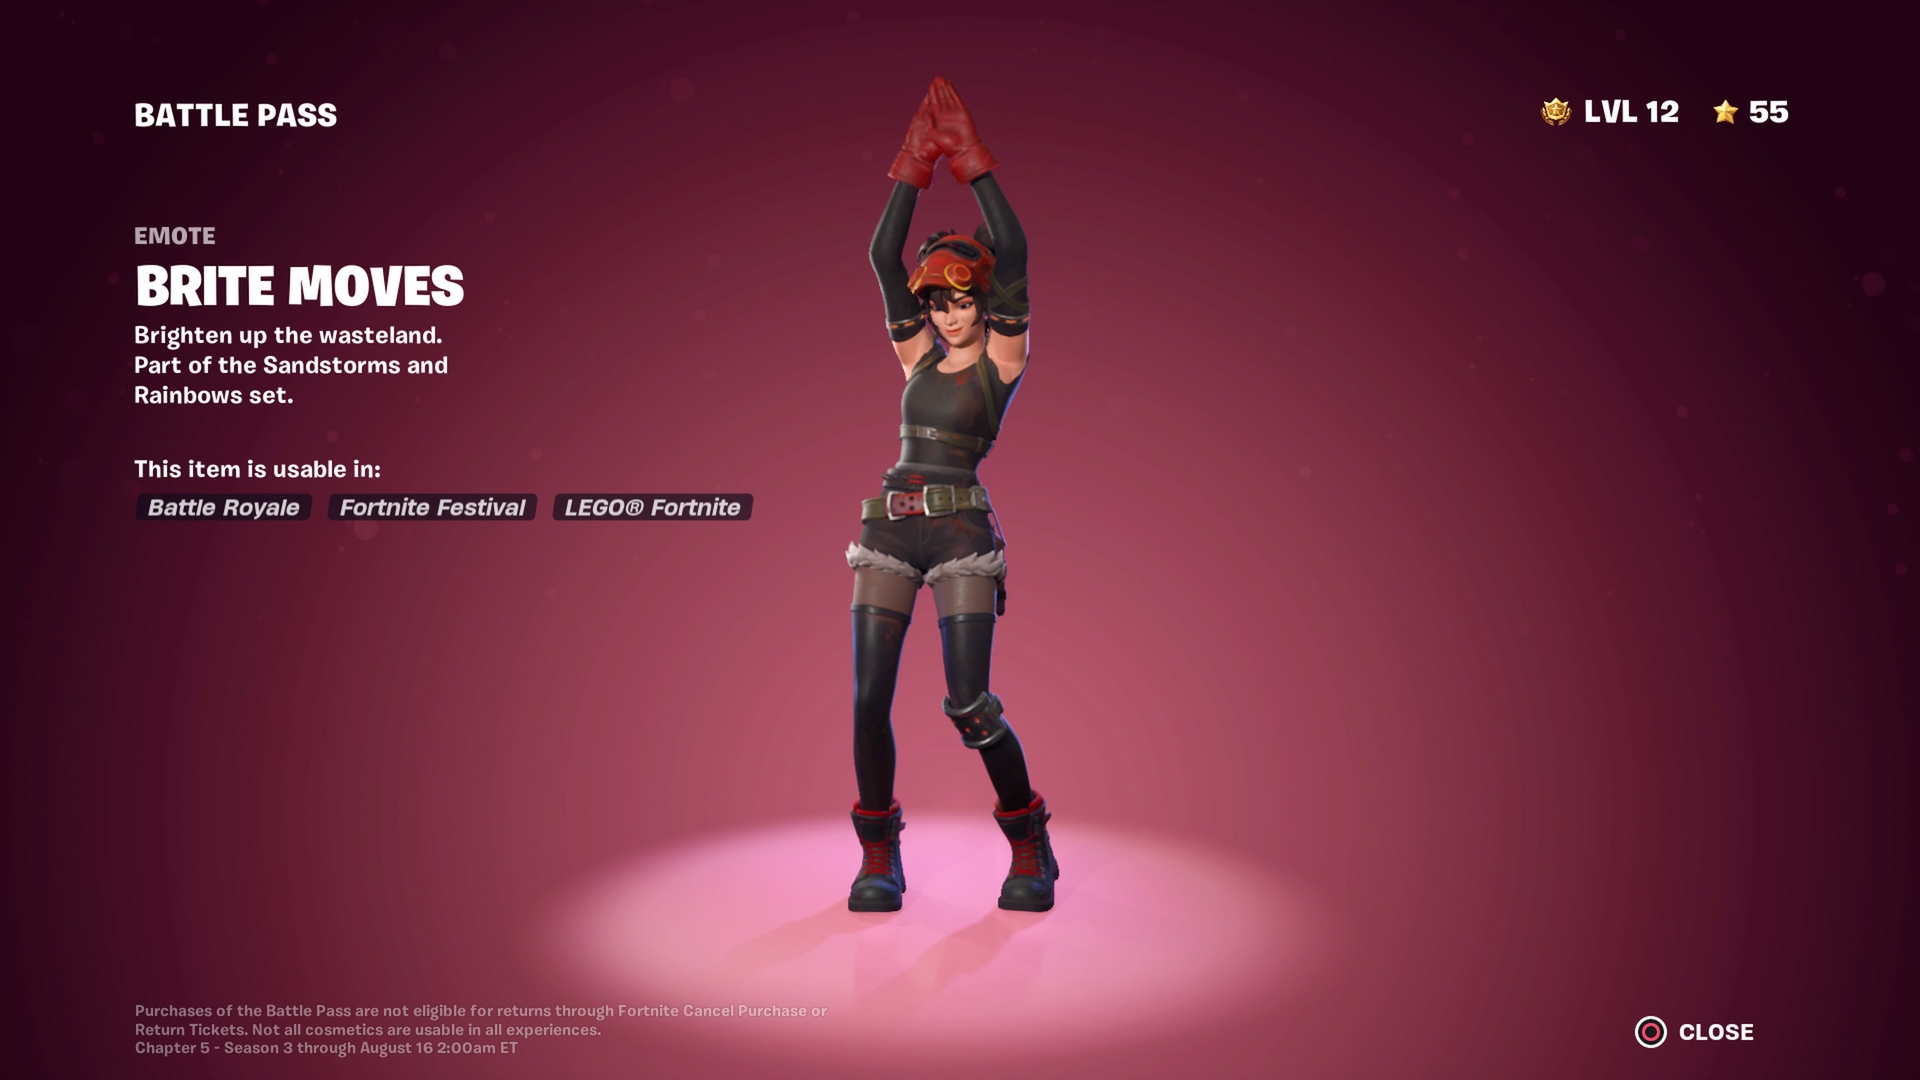 BATTLE PASS
LVL 12
55
EMOTE
BRITE MOVES
Brighten up the wasteland.
Part of the Sandstorms and
Rainbows set.
This item is usable in:
Battle Royale
Fortnite Festival
LEGO® Fortnite
Purchases of the Battle Pass are not eligible for returns through Fortnite Cancel Purchase or
Return Tickets. Not all cosmetics are usable in all experiences.
Chapter 5 - Season 3 through August 16 2:00am ET
CLOSE